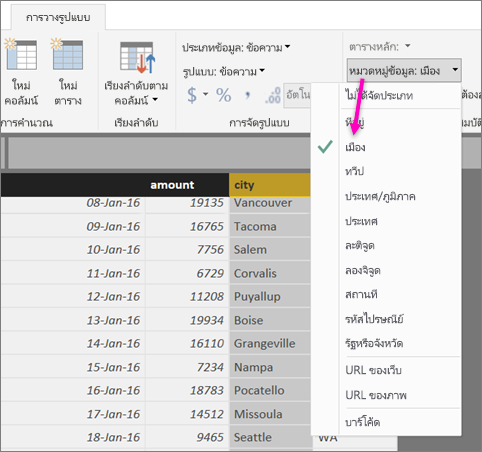 การวางรูปแบบ
ใหม่
คอลัมน์
ใหม่
ตาราง
การคำนวณ
เรียงลำดับตาม
คอลัมน์
เรียงลำดับ
ประเภทข้อมูล: ข้อความ
รูปแบบ: ข้อความ
$ % , .00 อัตโน
การจัดรูปแบบ
ตารางหลัก:
หมวดหมู่ข้อมูล: เมือง
ไม่ได้จัดประเภท
ที่อยู่
เมือง
ทวีป
ประเทศ/ภูมิภาค
ประเทศ
ละติจูด
ลองจิจูด
สถานที่
รหัสไปรษณีย์
รัฐหรือจังหวัด
URL ของเว็บ
URL ของภาพ
บาร์โค้ด
amount city
08-Jan-16 19135 Vancouver
09-Jan-16 16765 Tacoma
10-Jan-16 7756 Salem
11-Jan-16 6729 Corvalis
12-Jan-16 11208 Puyallup
13-Jan-16 19934 Boise
14-Jan-16 16110 Grangeville
15-Jan-16 7234 Nampa
16-Jan-16 18783 Pocatello
17-Jan-16 14512 Missoula
18-Jan-16 9465 Seattle WA